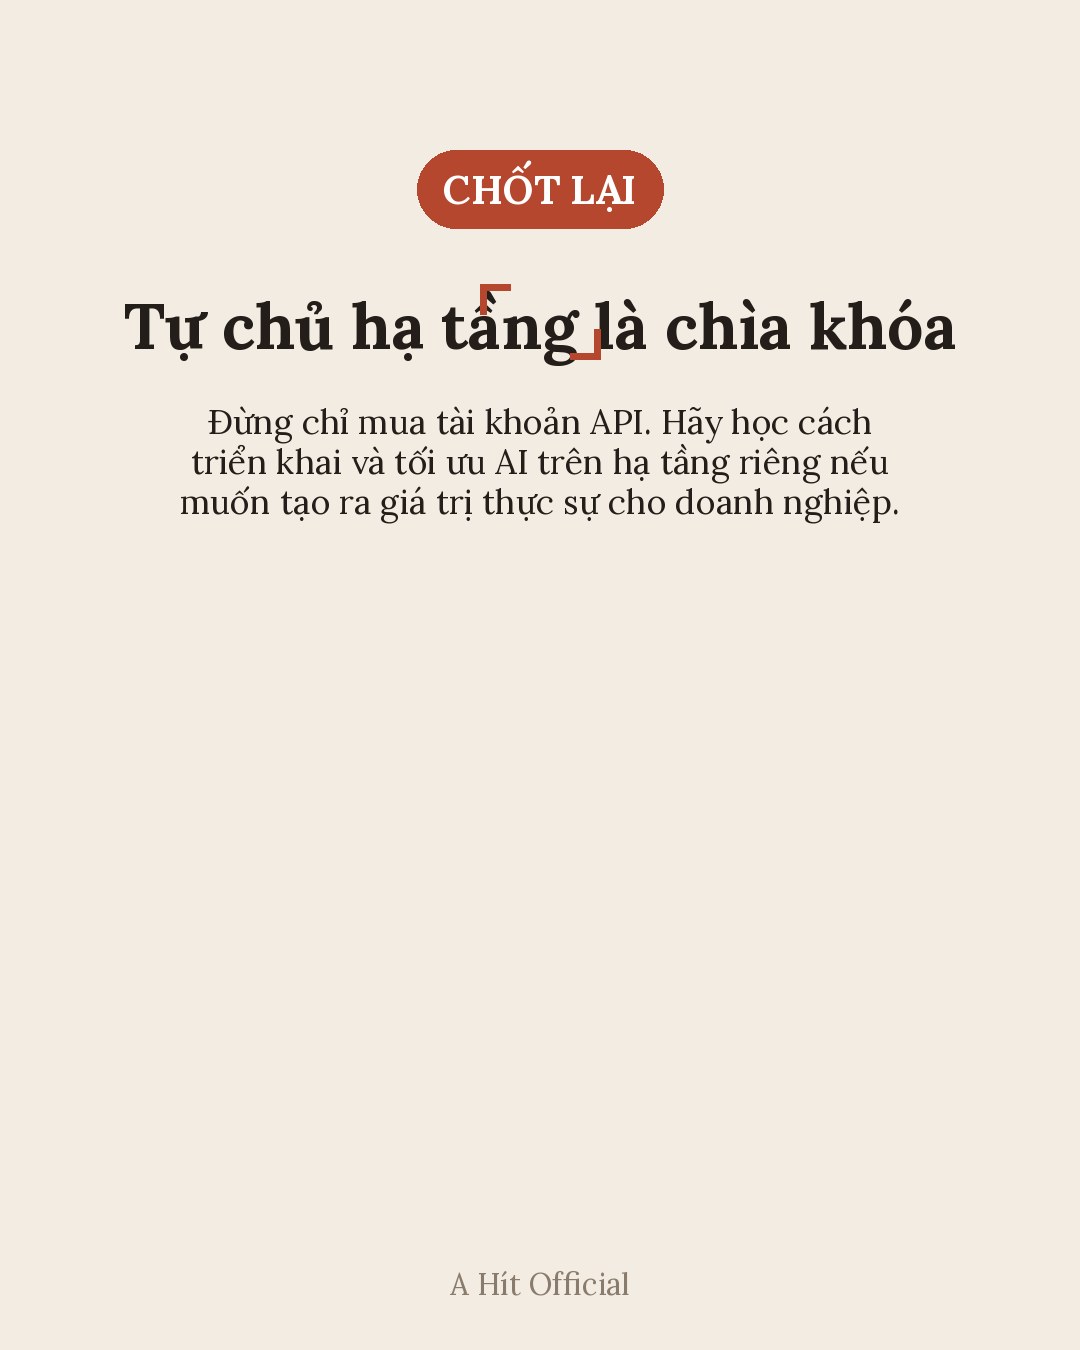 CHỐT LẠI
Tự chủ hạ tầng là chìa khóa
Đừng chỉ mua tài khoản API. Hãy học cách
triển khai và tối ưu AI trên hạ tầng riêng nếu
muốn tạo ra giá trị thực sự cho doanh nghiệp.
A Hít Official